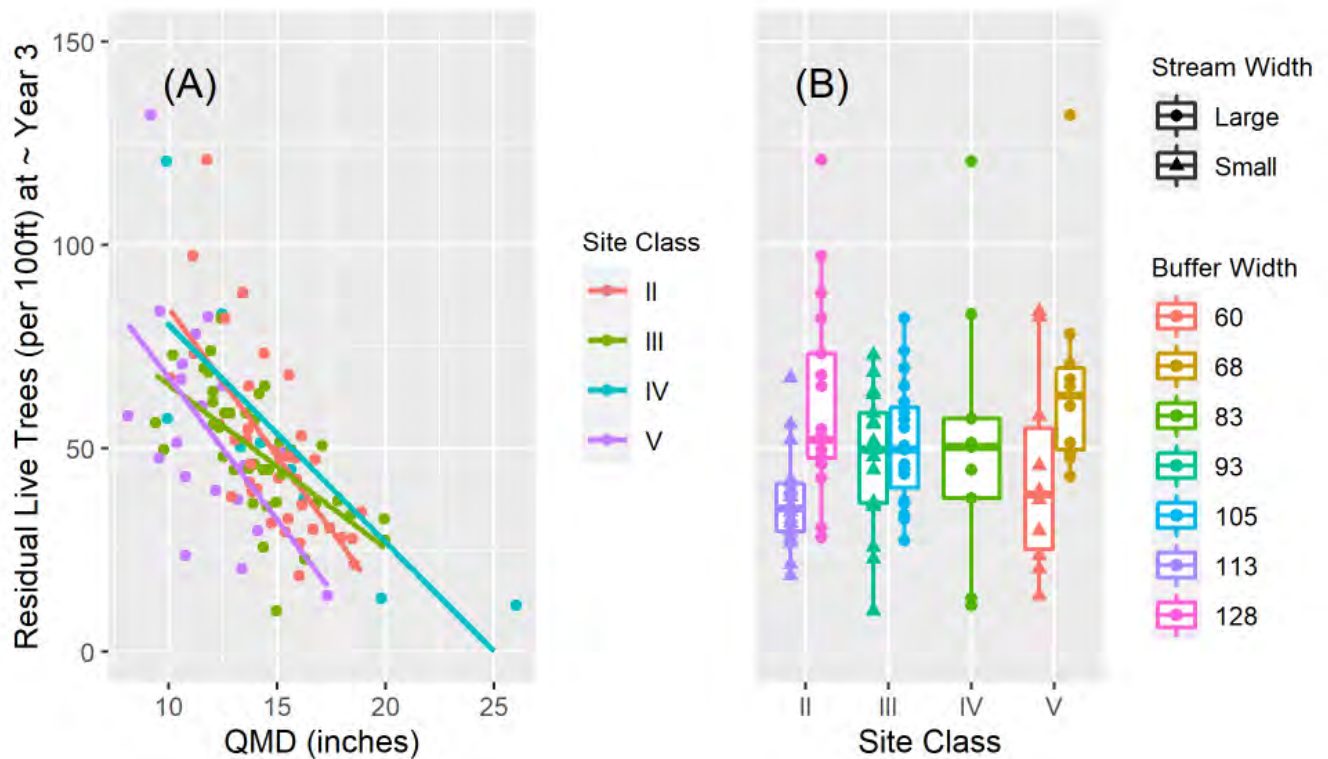 Residual Live Trees (per 100ft) at ~ Year 3
150
100
50
0
(A)
10
15
20
25
QMD (inches)
Site Class
II
III
IV
V
(B)
II
III
IV
V
Site Class
Stream Width
Large
Small
Buffer Width
60
68
83
93
105
113
128